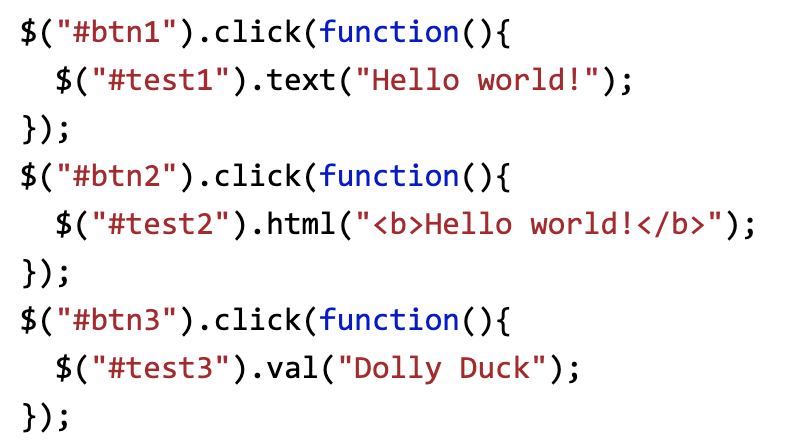 $("#btn1").click(function(){
  $("#test1").text("Hello world!");
});
$("#btn2").click(function(){
  $("#test2").html("<b>Hello world!</b>");
});
$("#btn3").click(function(){
  $("#test3").val("Dolly Duck");
});